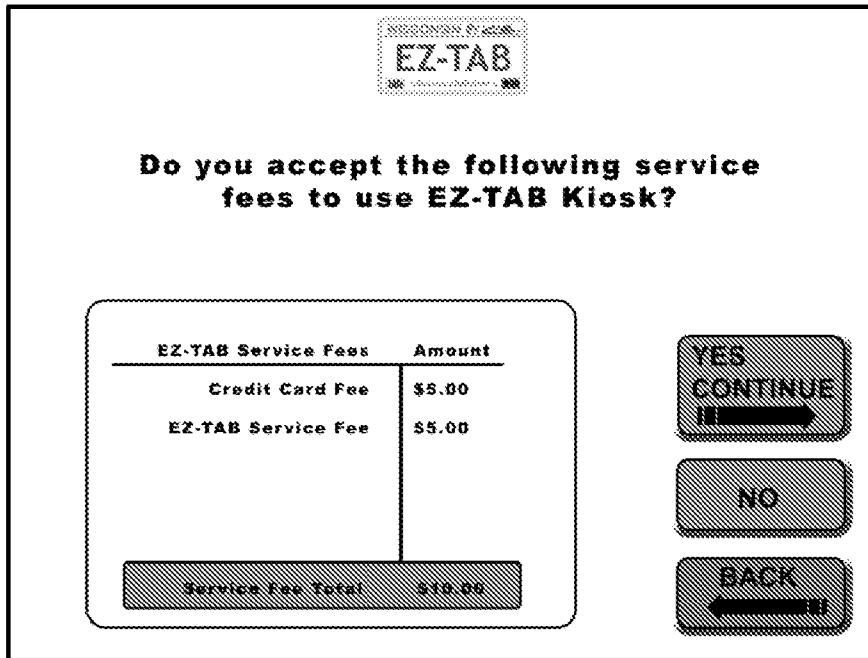 WISCONSIN
EZ-TAB
Do you accept the following service
fees to use EZ-TAB Kiosk?
EZ-TAB Service Fees Amount
Credit Card Fee $5.00
EZ-TAB Service Fee $5.00
Service Fee Total $10.00
YES
CONTINUE
NO
BACK